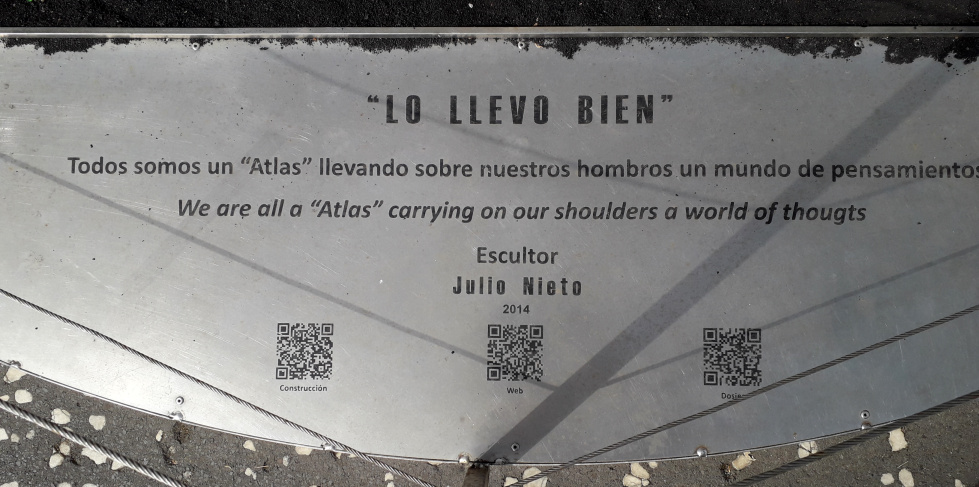 “LO LLEVO BIEN”
Todos somos un “Atlas” llevando sobre nuestros hombros un mundo de pensamientos
We are all a “Atlas” carrying on our shoulders a world of thougts
Escultor
Julio Nieto
2014
Construcción
Web